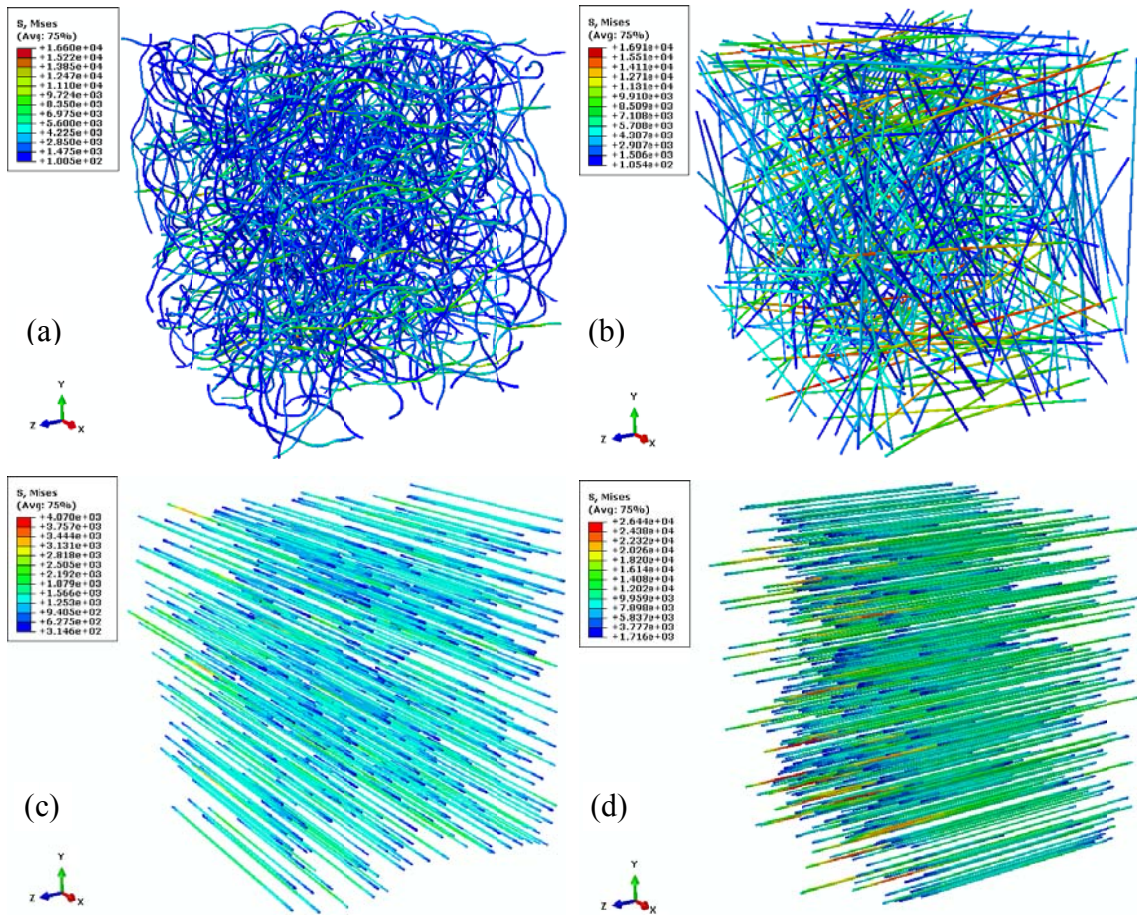 S, Mises
(Avg: 75%)
+1.660e+04
+1.522e+04
+1.385e+04
+1.247e+04
+1.110e+04
+9.724e+03
+8.350e+03
+6.975e+03
+5.600e+03
+4.225e+03
+2.850e+03
+1.475e+03
+1.005e+02
(a)
Y
Z
X
S, Mises
(Avg: 75%)
+1.691e+04
+1.551e+04
+1.411e+04
+1.271e+04
+1.131e+04
+9.910e+03
+8.509e+03
+7.108e+03
+5.708e+03
+4.307e+03
+2.907e+03
+1.506e+03
+1.054e+02
(b)
Y
Z
X
S, Mises
(Avg: 75%)
+4.070e+03
+3.757e+03
+3.444e+03
+3.131e+03
+2.818e+03
+2.505e+03
+2.192e+03
+1.879e+03
+1.566e+03
+1.253e+03
+9.405e+02
+6.275e+02
+3.146e+02
(c)
Y
Z
X
S, Mises
(Avg: 75%)
+2.644e+04
+2.438e+04
+2.232e+04
+2.026e+04
+1.820e+04
+1.614e+04
+1.408e+04
+1.202e+04
+9.959e+03
+7.898e+03
+5.837e+03
+3.777e+03
+1.716e+03
(d)
Y
Z
X